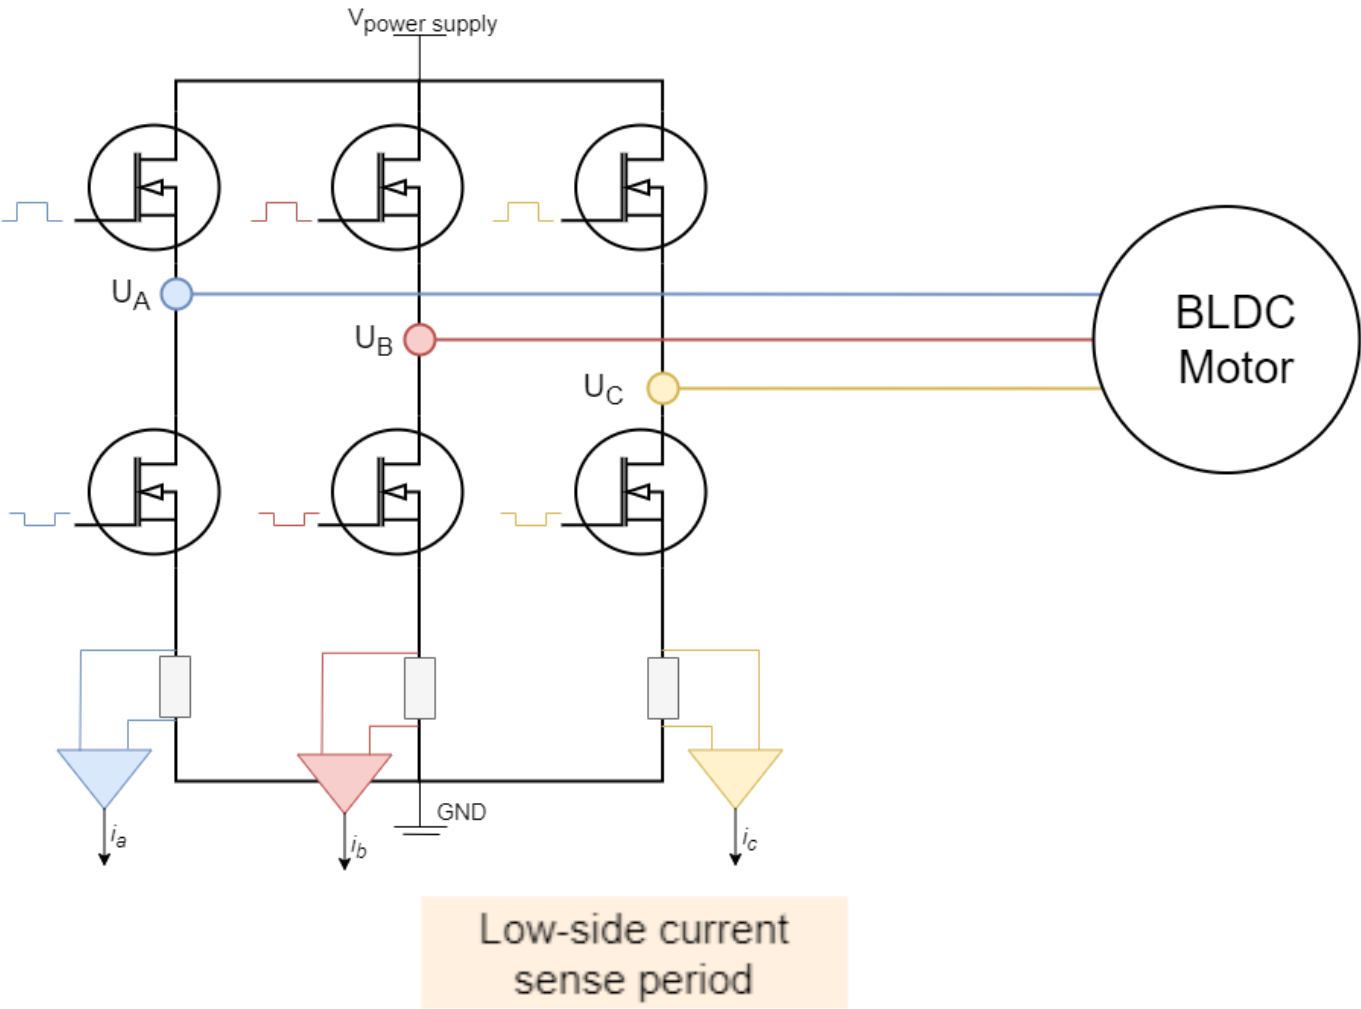 Vpower supply
UA
UB
UC
BLDC
Motor
GND
ia
ib
ic
Low-side current
sense period